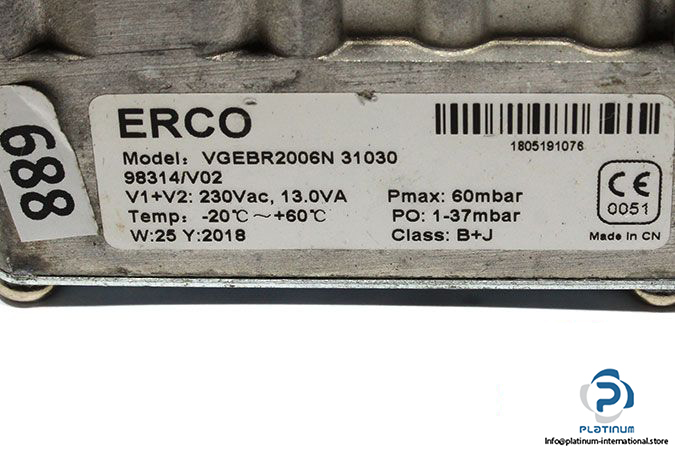 889
ERCO
1805191076
Model: VGEBR2006N 31030
98314/V02
V1+V2: 230Vac, 13.0VA
Pmax: 60mbar
Temp: -20℃~+60℃
PO: 1-37mbar
W:25 Y:2018
Class: B+J
CE
0051
Made in CN
PLATINUM
Info@platinum-international.store